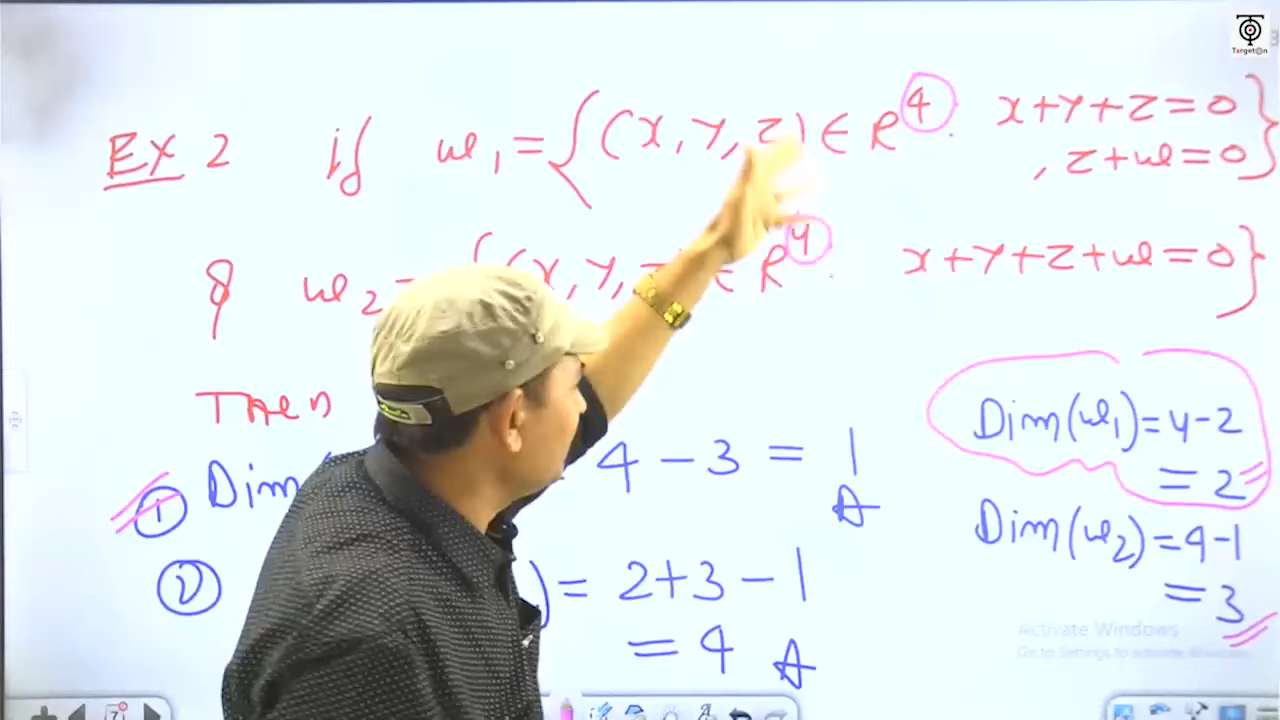 TargetOn
Ex 2 if w₁ = {(x, y, z) ∈ R⁴. x+y+z=0
, z+w=0}
& w₂ = {(x, y, ∈ R⁴. x+y+z+w=0}
Then
① Dim 4 − 3 = 1
A
Dim(w₁) = 4-2
= 2
② ) = 2+3 − 1
= 4 A
Dim(w₂) = 4-1
= 3
Activate Windows
Go to Settings to activate Windows.